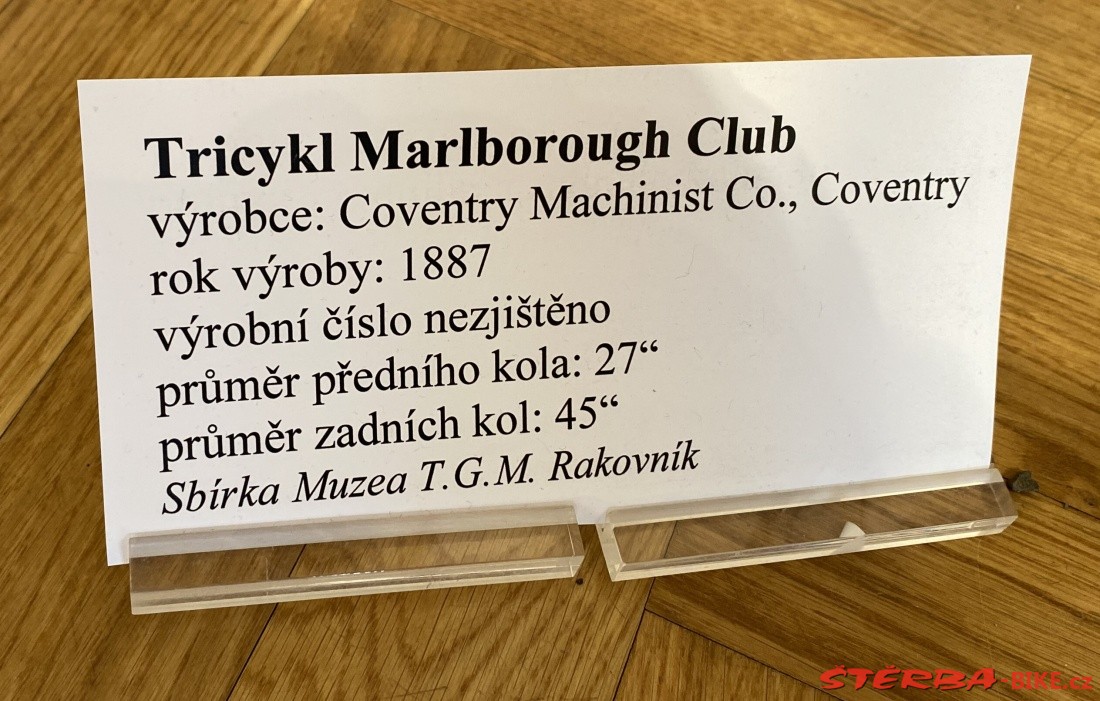 Tricykl Marlborough Club
výrobce: Coventry Machinist Co., Coventry
rok výroby: 1887
výrobní číslo nezjištěno
průměr předního kola: 27“
průměr zadních kol: 45“
Sbírka Muzea T.G.M. Rakovník
ŠTĚRBA-BIKE.cz